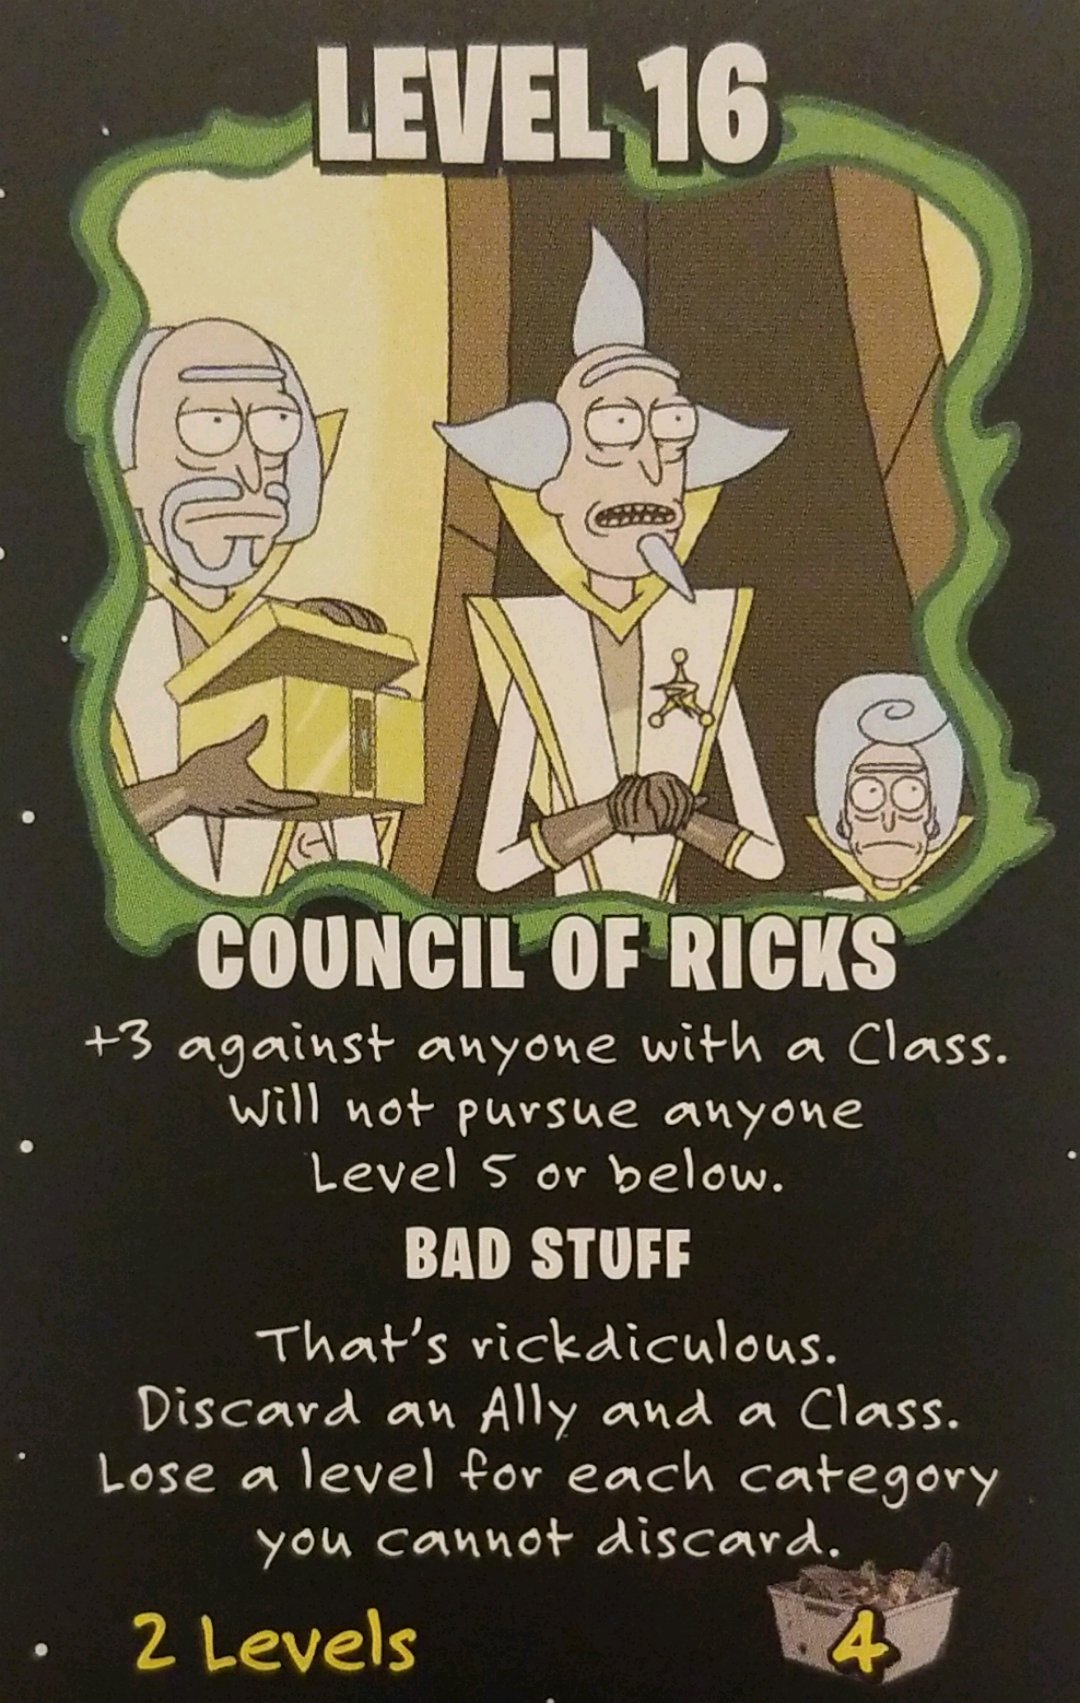 LEVEL 16
COUNCIL OF RICKS
+3 against anyone with a Class.
Will not pursue anyone
Level 5 or below.
BAD STUFF
That's rickdiculous.
Discard an Ally and a Class.
Lose a level for each category
you cannot discard.
2 Levels
4